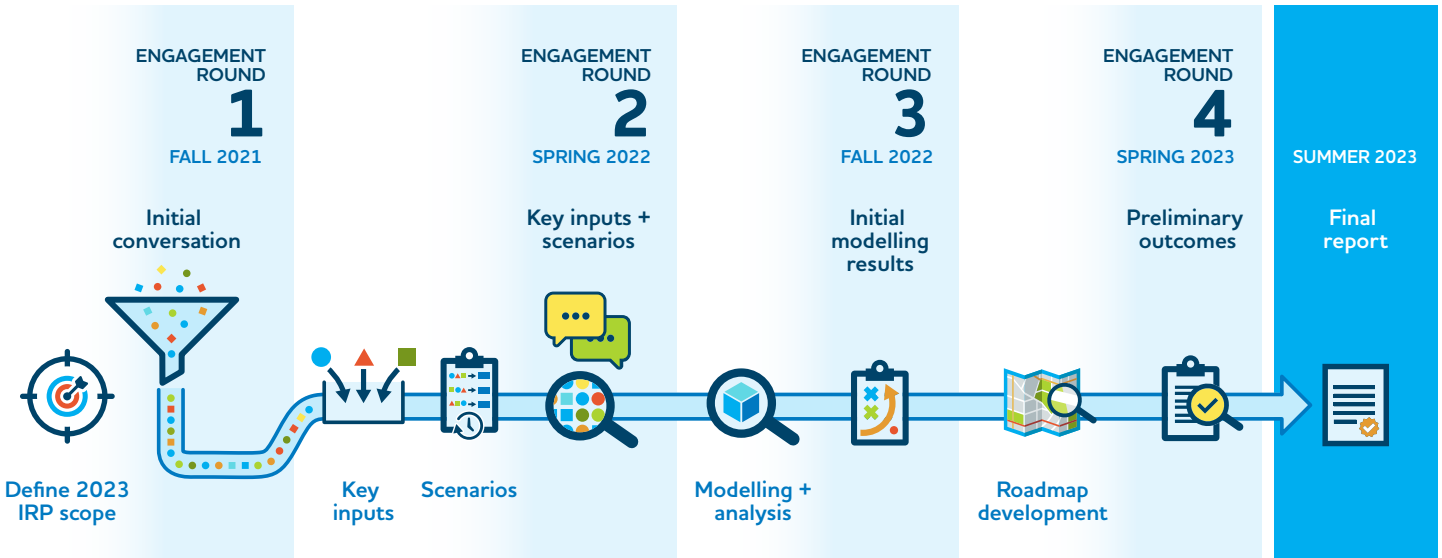 ENGAGEMENT
ROUND
1
FALL 2021
Initial
conversation
ENGAGEMENT
ROUND
2
SPRING 2022
Key inputs +
scenarios
ENGAGEMENT
ROUND
3
FALL 2022
Initial
modelling
results
ENGAGEMENT
ROUND
4
SPRING 2023
Preliminary
outcomes
SUMMER 2023
Final
report
Define 2023
IRP scope
Key
inputs
Scenarios
Modelling +
analysis
Roadmap
development